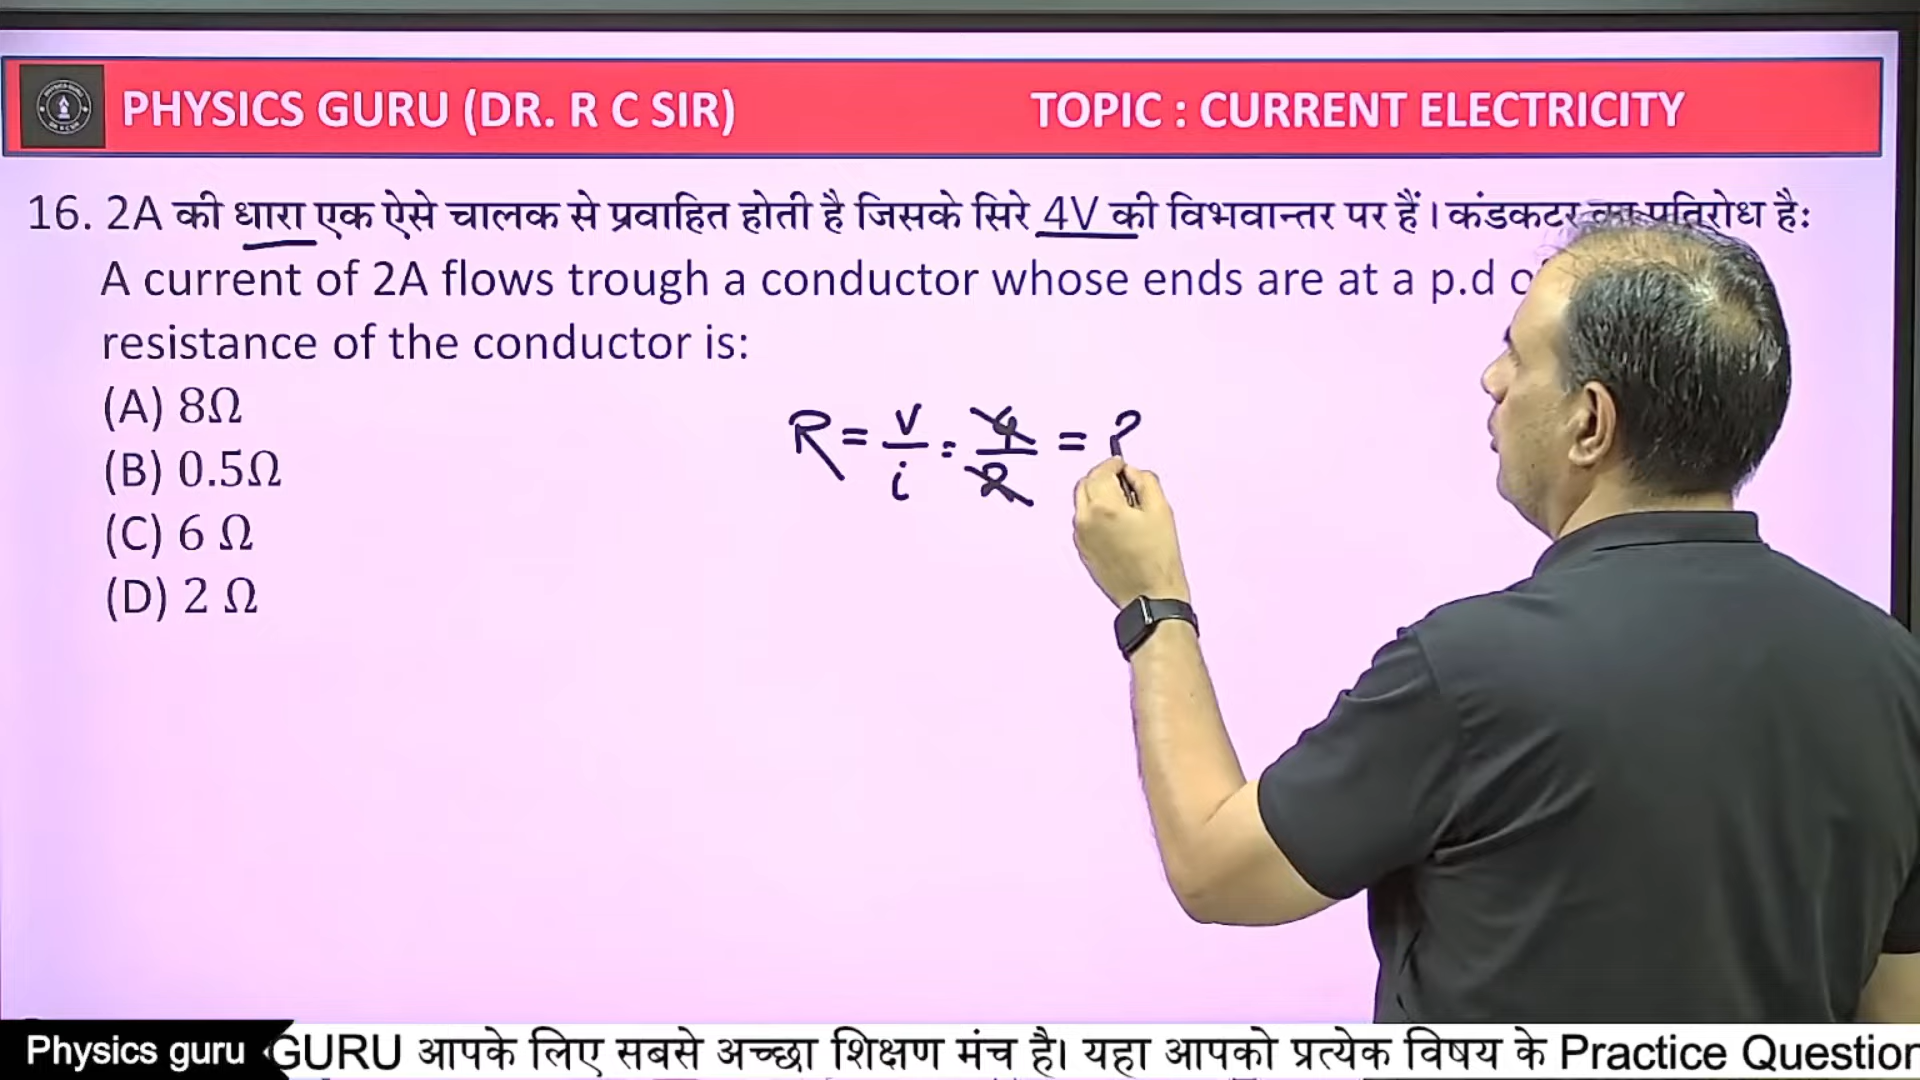 PHYSICS GURU (DR. R C SIR)
TOPIC : CURRENT ELECTRICITY
16. 2A की धारा एक ऐसे चालक से प्रवाहित होती है जिसके सिरे 4V की विभवान्तर पर हैं। कंडकटर का प्रतिरोध है:
A current of 2A flows trough a conductor whose ends are at a p.d
resistance of the conductor is:
(A) 8Ω
(B) 0.5Ω
(C) 6 Ω
(D) 2 Ω
R = V/i = 4/2 =
Physics guru
GURU आपके लिए सबसे अच्छा शिक्षण मंच है। यहा आपको प्रत्येक विषय के Practice Question